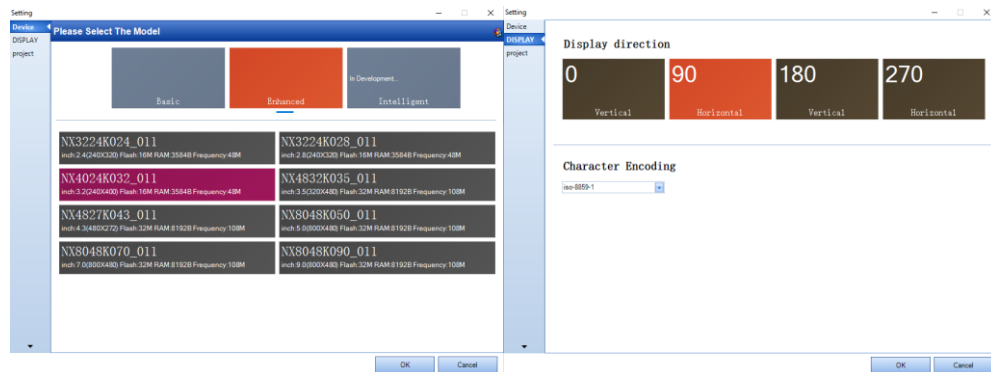 Setting
Device
DISPLAY
project
Please Select The Model
Basic
Enhanced
In Development...
Intelligent
NX3224K024_011
inch:2.4(240X320) Flash:16M RAM:3584B Frequency:48M
NX3224K028_011
inch:2.8(240X320) Flash:16M RAM:3584B Frequency:48M
NX4024K032_011
inch:3.2(240X400) Flash:16M RAM:3584B Frequency:48M
NX4832K035_011
inch:3.5(320X480) Flash:32M RAM:8192B Frequency:108M
NX4827K043_011
inch:4.3(480X272) Flash:32M RAM:8192B Frequency:108M
NX8048K050_011
inch:5.0(800X480) Flash:32M RAM:8192B Frequency:108M
NX8048K070_011
inch:7.0(800X480) Flash:32M RAM:8192B Frequency:108M
NX8048K090_011
inch:9.0(800X480) Flash:32M RAM:8192B Frequency:108M
OK
Cancel
Setting
Device
DISPLAY
project
Display direction
0
Vertical
90
Horizontal
180
Vertical
270
Horizontal
Character Encoding
iso-8859-1
OK
Cancel